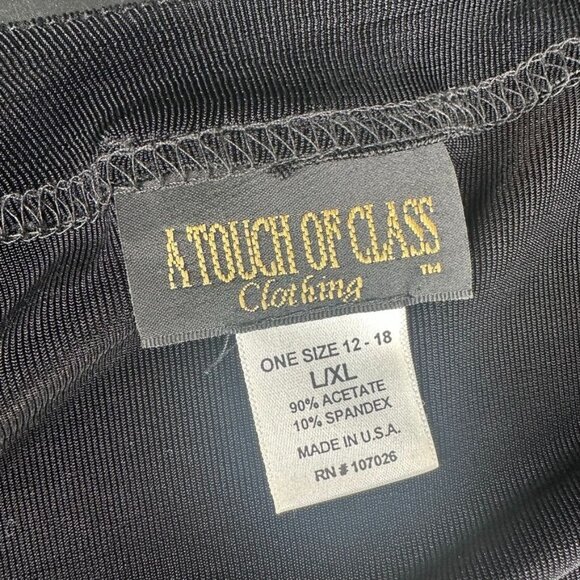 A TOUCH OF CLASS
Clothing ™
ONE SIZE 12 - 18
L/XL
90% ACETATE
10% SPANDEX
MADE IN U.S.A.
RN # 107026